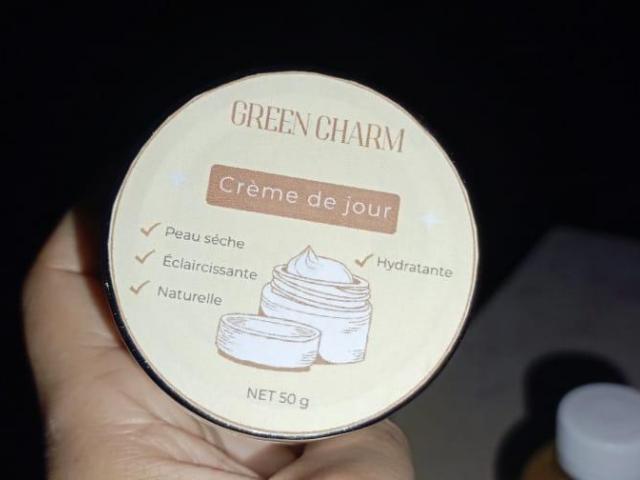 GREEN CHARM
Crème de jour
Peau séche
Éclaircissante
Naturelle
Hydratante
NET 50 g